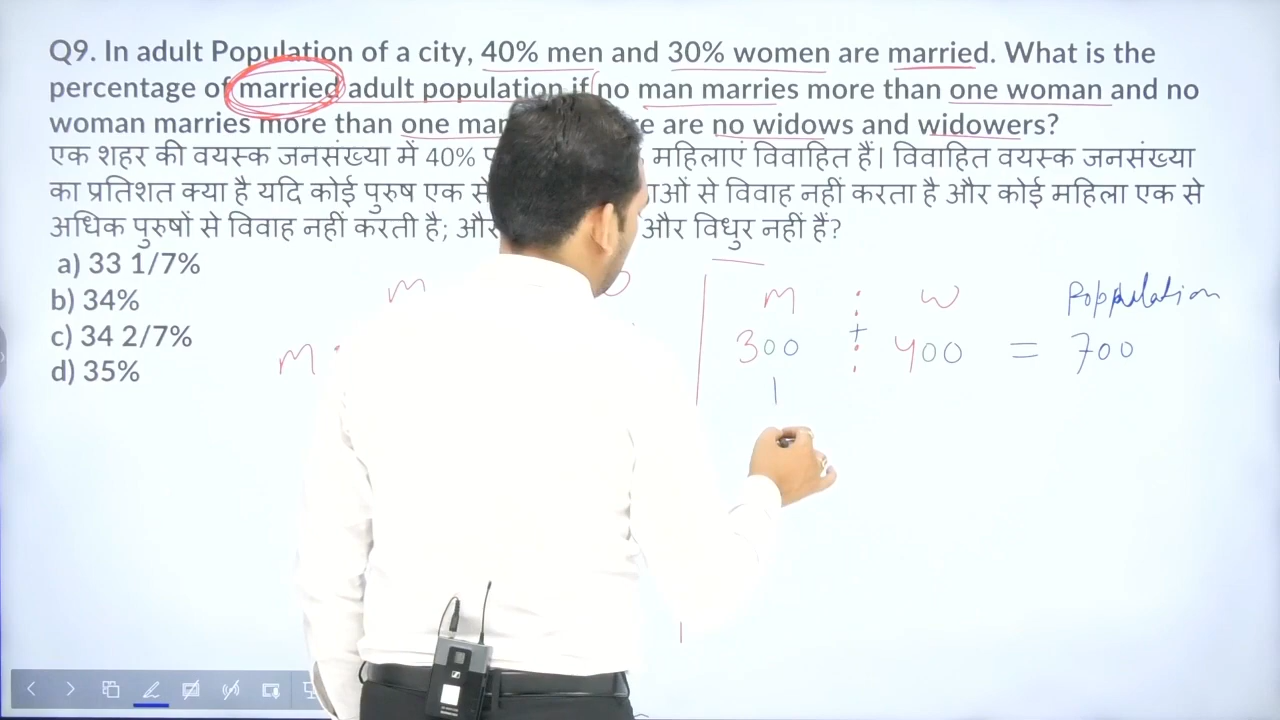 Q9. In adult Population of a city, 40% men and 30% women are married. What is the
percentage of married adult population if no man marries more than one woman and no
woman marries more than one man e are no widows and widowers?
एक शहर की वयस्क जनसंख्या में 40% महिलाएं विवाहित हैं। विवाहित वयस्क जनसंख्या
का प्रतिशत क्या है यदि कोई पुरुष एक से ओं से विवाह नहीं करता है और कोई महिला एक से
अधिक पुरुषों से विवाह नहीं करती है; और और विधुर नहीं हैं?
a) 33 1/7%
b) 34%
c) 34 2/7%
d) 35%
m
M : W Poppulation
m :
300 + 400 = 700